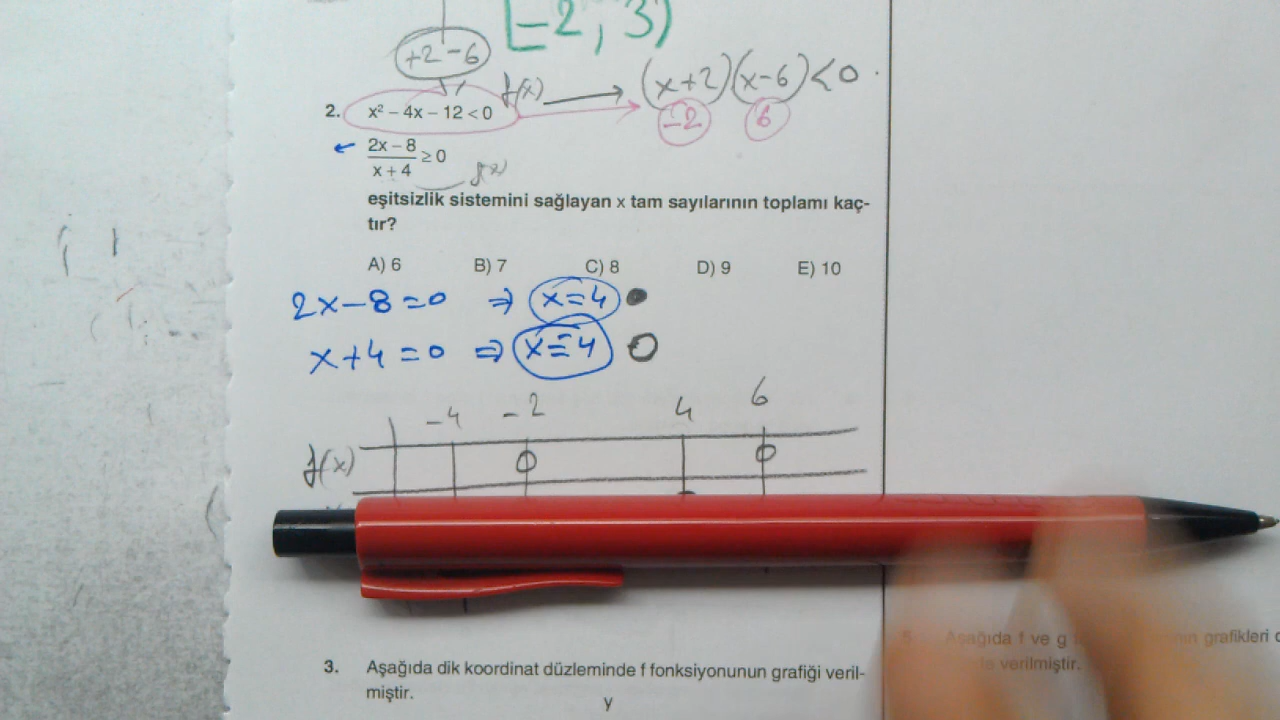 [-2, 3)
+2 -6
f(x) → (x+2)(x-6)<0
2. x² – 4x – 12 < 0
-2 6
2x – 8
x + 4 ≥ 0
eşitsizlik sistemini sağlayan x tam sayılarının toplamı kaç-
tır?
A) 6 B) 7 C) 8 D) 9 E) 10
2x-8=0 ⇒ x=4
x+4=0 ⇒ x=-4
-4 -2 4 6
f(x)
3. Aşağıda dik koordinat düzleminde f fonksiyonunun grafiği veril-
miştir.
y
5. Aşağıda f ve g grafikleri
verilmiştir.